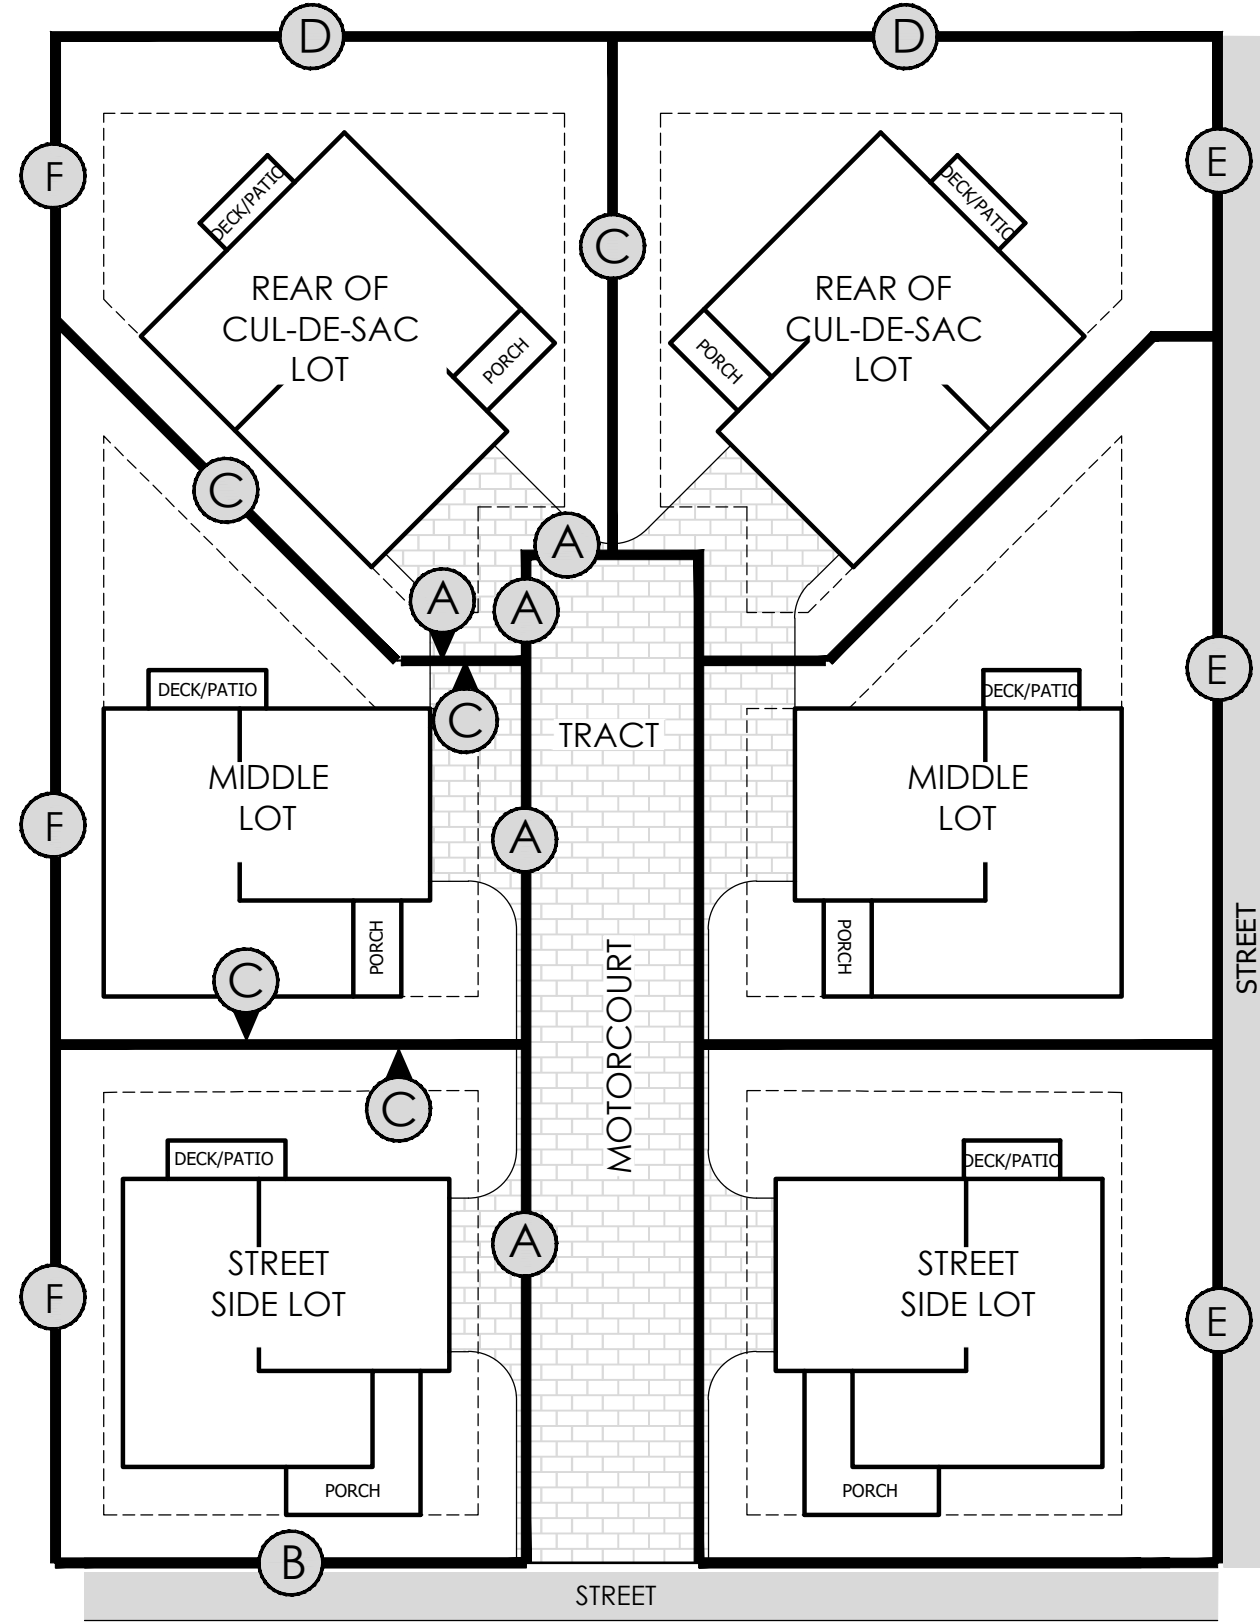 D
D
F
E
DECK/PATIO
DECK/PATIO
C
REAR OF
CUL-DE-SAC
LOT
REAR OF
CUL-DE-SAC
LOT
PORCH
PORCH
C
A
A
A
E
DECK/PATIO
DECK/PATIO
C
TRACT
MIDDLE
LOT
MIDDLE
LOT
F
A
PORCH
PORCH
STREET
C
MOTORCOURT
C
DECK/PATIO
DECK/PATIO
A
STREET
SIDE LOT
STREET
SIDE LOT
F
E
PORCH
PORCH
B
STREET